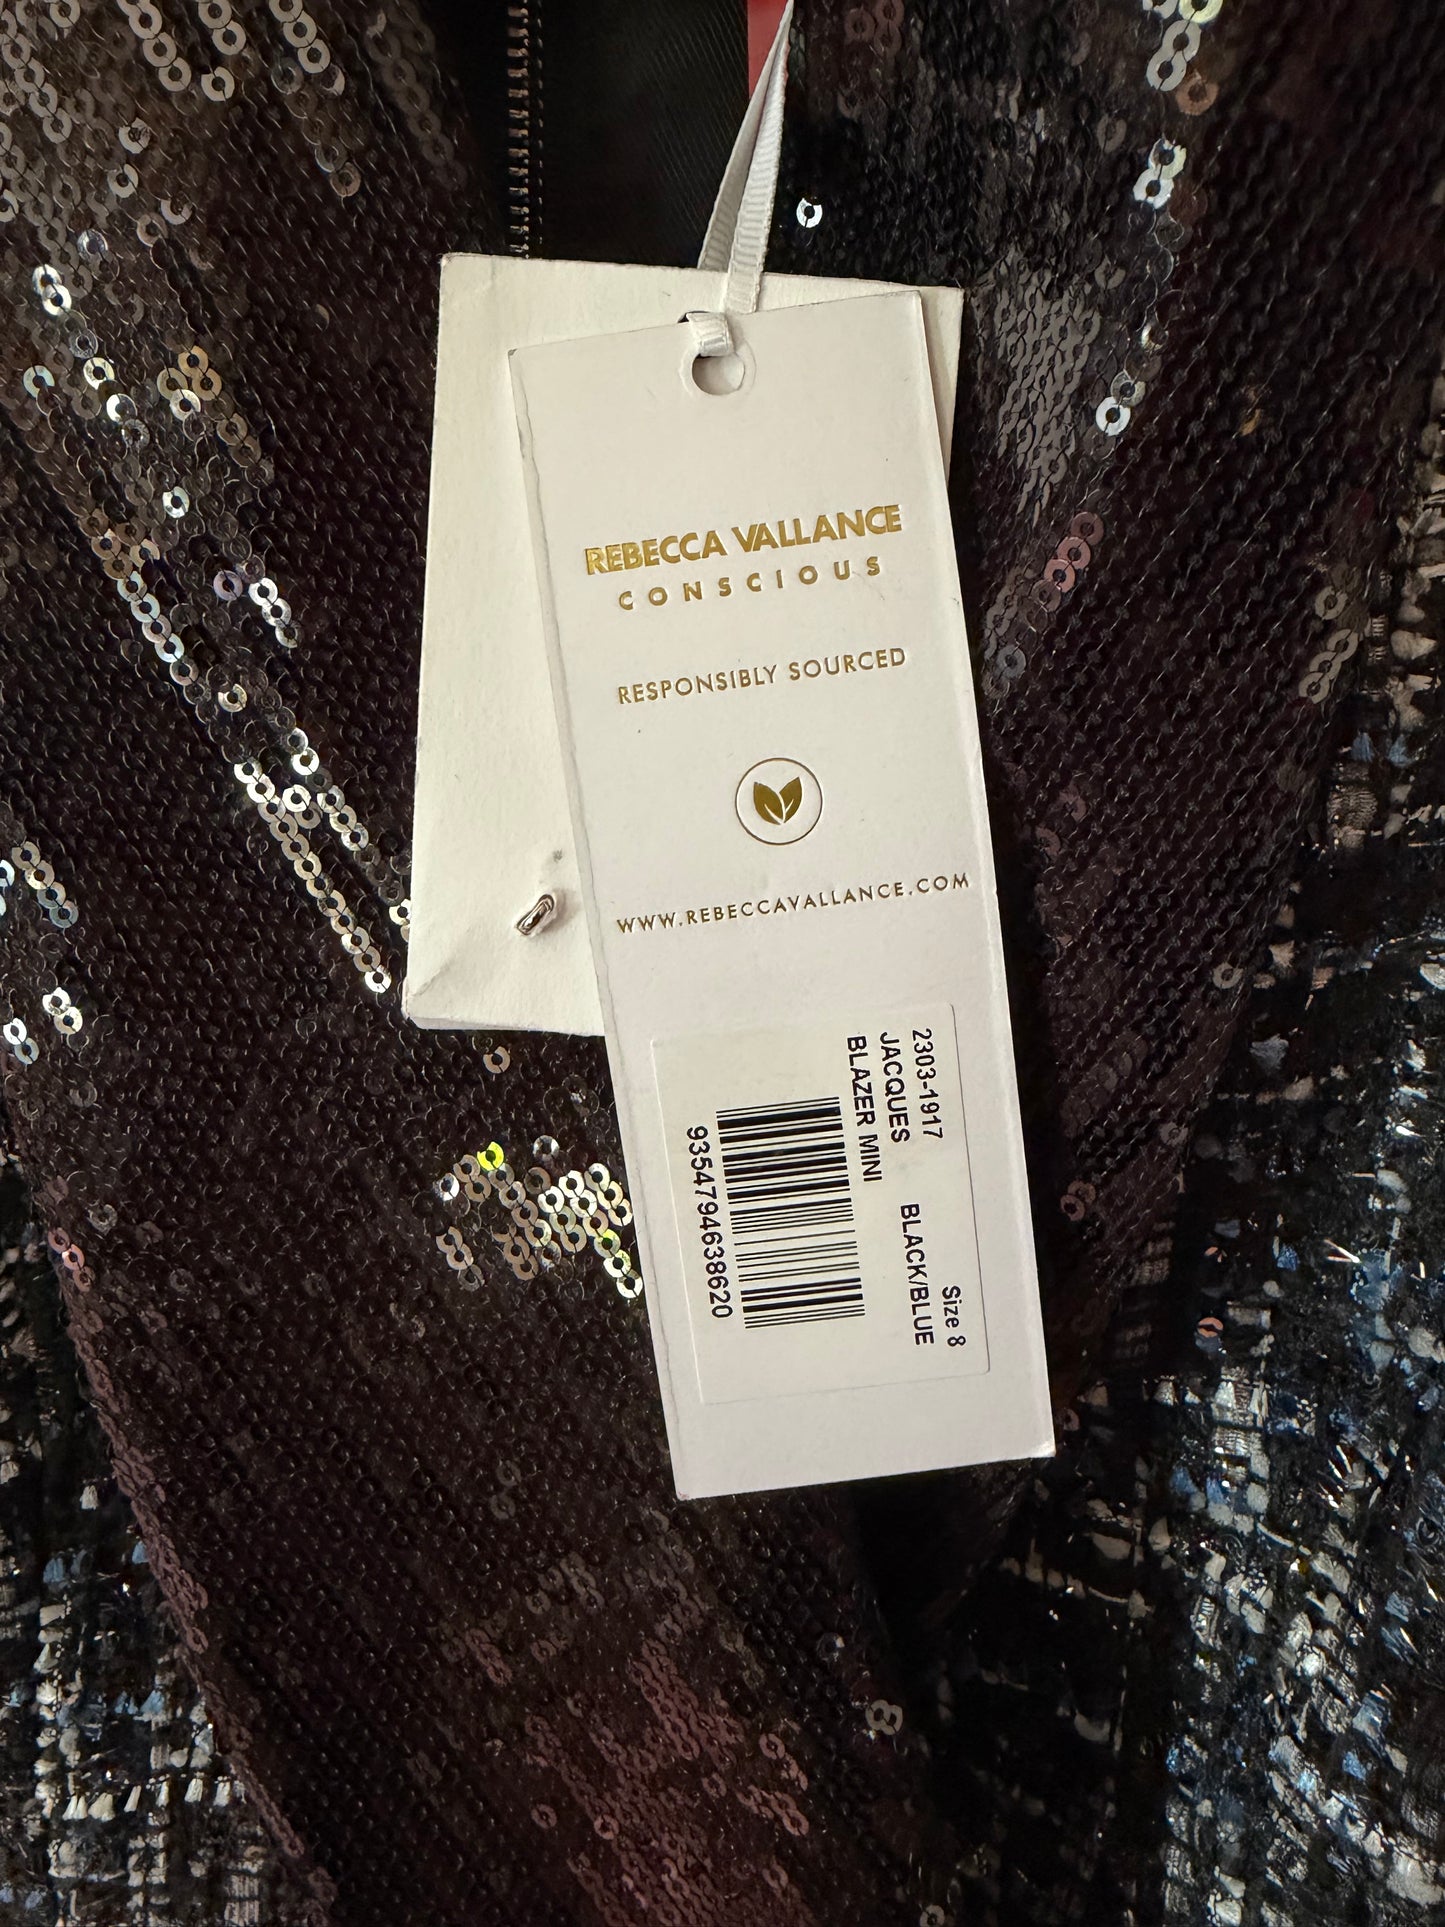 REBECCA VALLANCE
CONSCIOUS
RESPONSIBLY SOURCED
WWW.REBECCAVALLANCE.COM
Size 8
2303-1917
JACQUES BLACK/BLUE
BLAZER MINI
9354794638620